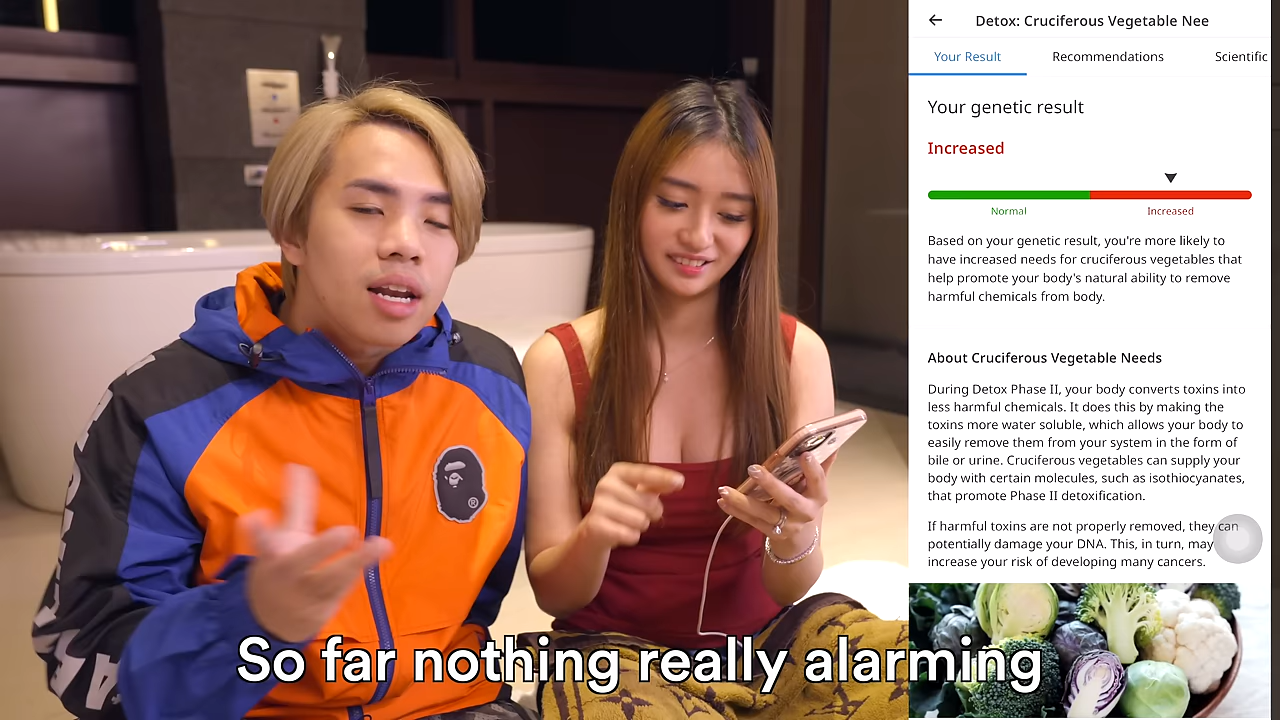 Detox: Cruciferous Vegetable Nee
Your Result
Recommendations
Scientific
Your genetic result
Increased
Normal
Increased
Based on your genetic result, you're more likely to
have increased needs for cruciferous vegetables that
help promote your body's natural ability to remove
harmful chemicals from body.
About Cruciferous Vegetable Needs
During Detox Phase II, your body converts toxins into
less harmful chemicals. It does this by making the
toxins more water soluble, which allows your body to
easily remove them from your system in the form of
bile or urine. Cruciferous vegetables can supply your
body with certain molecules, such as isothiocyanates,
that promote Phase II detoxification.
If harmful toxins are not properly removed, they can
potentially damage your DNA. This, in turn, may
increase your risk of developing many cancers.
So far nothing really alarming